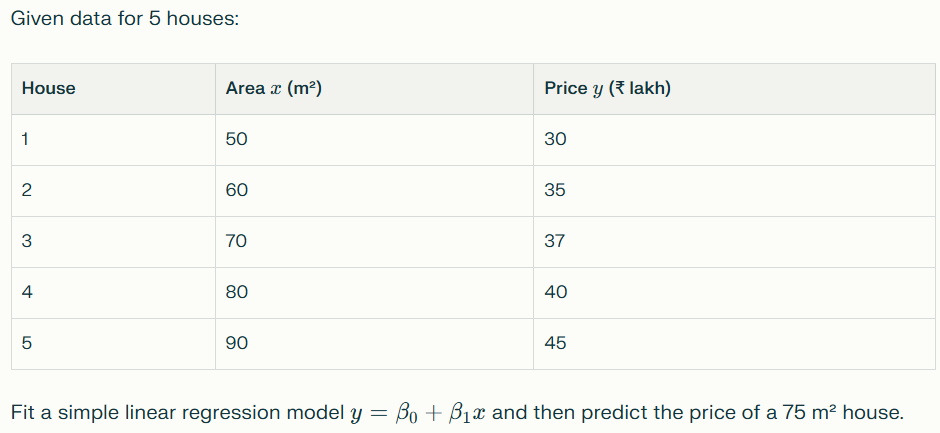 Given data for 5 houses:
House Area x (m²) Price y (₹ lakh)
1 50 30
2 60 35
3 70 37
4 80 40
5 90 45
Fit a simple linear regression model y = β₀ + β₁x and then predict the price of a 75 m² house.